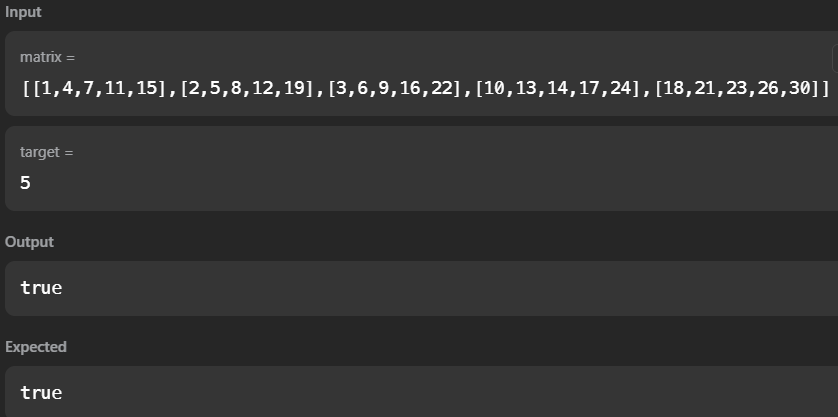 Input
matrix =
[[1,4,7,11,15],[2,5,8,12,19],[3,6,9,16,22],[10,13,14,17,24],[18,21,23,26,30]]
target =
5
Output
true
Expected
true